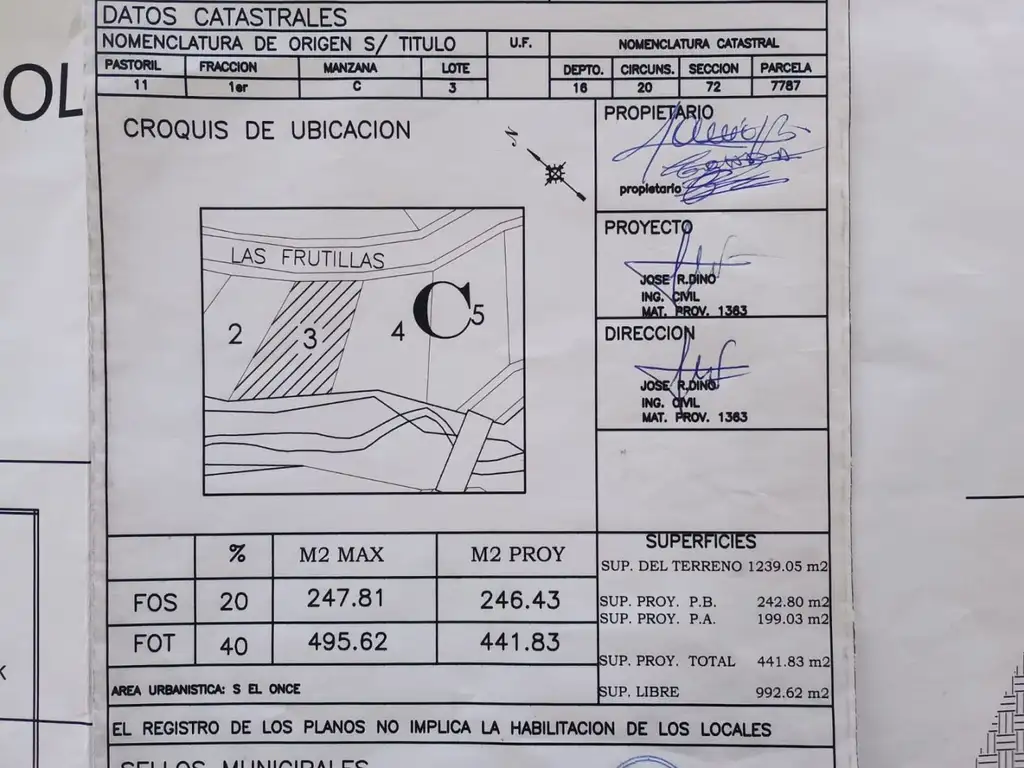 OL
DATOS CATASTRALES
NOMENCLATURA DE ORIGEN S/ TITULO
U.F.
NOMENCLATURA CATASTRAL
PASTORIL FRACCION MANZANA LOTE
DEPTO. CIRCUNS. SECCION PARCELA
11 1er C 3
16 20 72 7787
CROQUIS DE UBICACION
N
LAS FRUTILLAS
2 3 4 C 5
PROPIETARIO
propietario
PROYECTO
JOSE R.DINO
ING. CIVIL
MAT. PROV. 1363
DIRECCION
JOSE R.DINO
ING. CIVIL
MAT. PROV. 1363
% M2 MAX M2 PROY
FOS 20 247.81 246.43
FOT 40 495.62 441.83
AREA URBANISTICA: S EL ONCE
SUPERFICIES
SUP. DEL TERRENO 1239.05 m2
SUP. PROY. P.B. 242.80 m2
SUP. PROY. P.A. 199.03 m2
SUP. PROY. TOTAL 441.83 m2
SUP. LIBRE 992.62 m2
EL REGISTRO DE LOS PLANOS NO IMPLICA LA HABILITACION DE LOS LOCALES
SELLOS MUNICIPALES